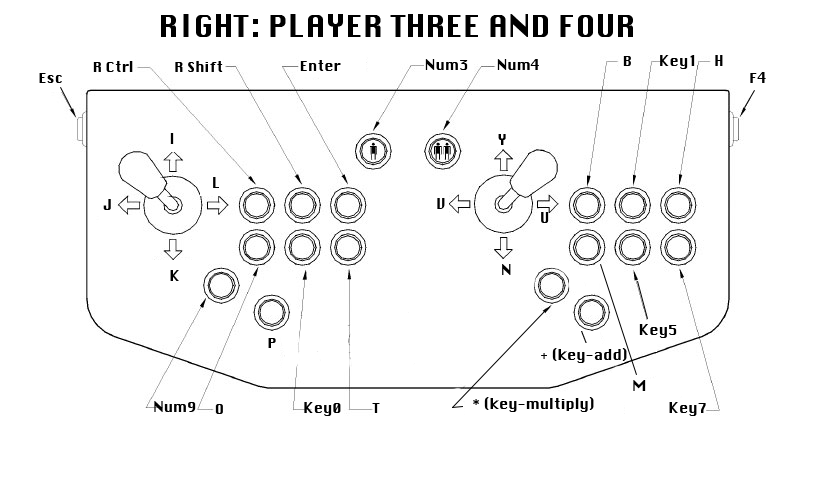 RIGHT: PLAYER THREE AND FOUR
Esc
R Ctrl
R Shift
Enter
Num3
Num4
B
Key1
H
F4
I
Y
L
J
V
U
K
N
P
Key5
+ (key-add)
M
Num9
O
Key0
T
* (key-multiply)
Key7